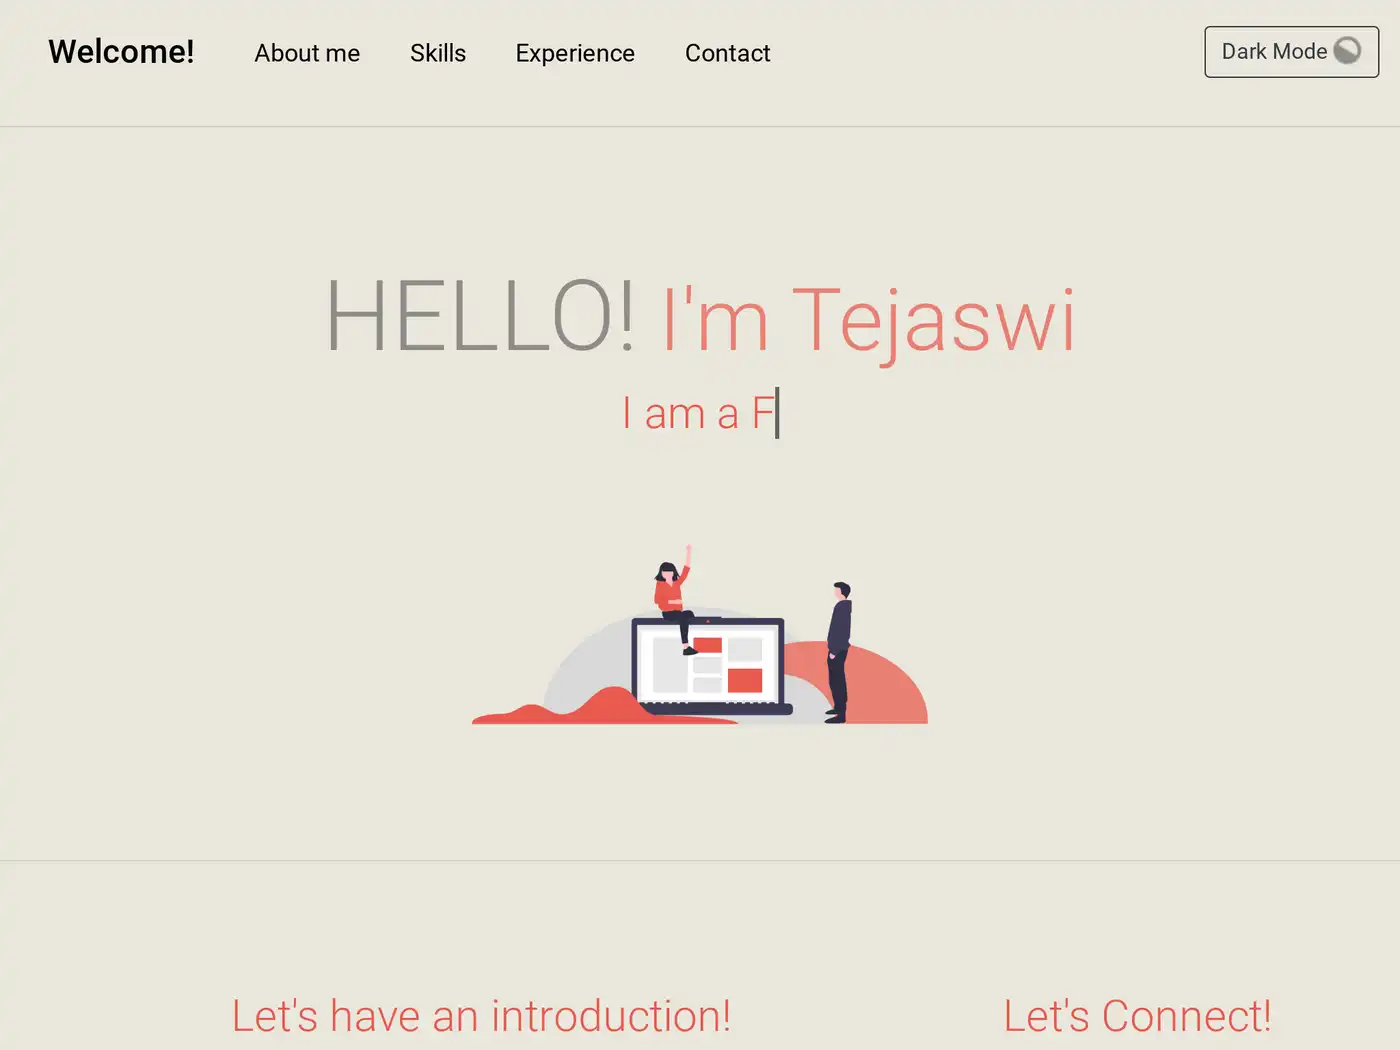 Welcome! About me Skills Experience Contact Dark Mode
HELLO! I'm Tejaswi
I am a F
Let's have an introduction! Let's Connect!